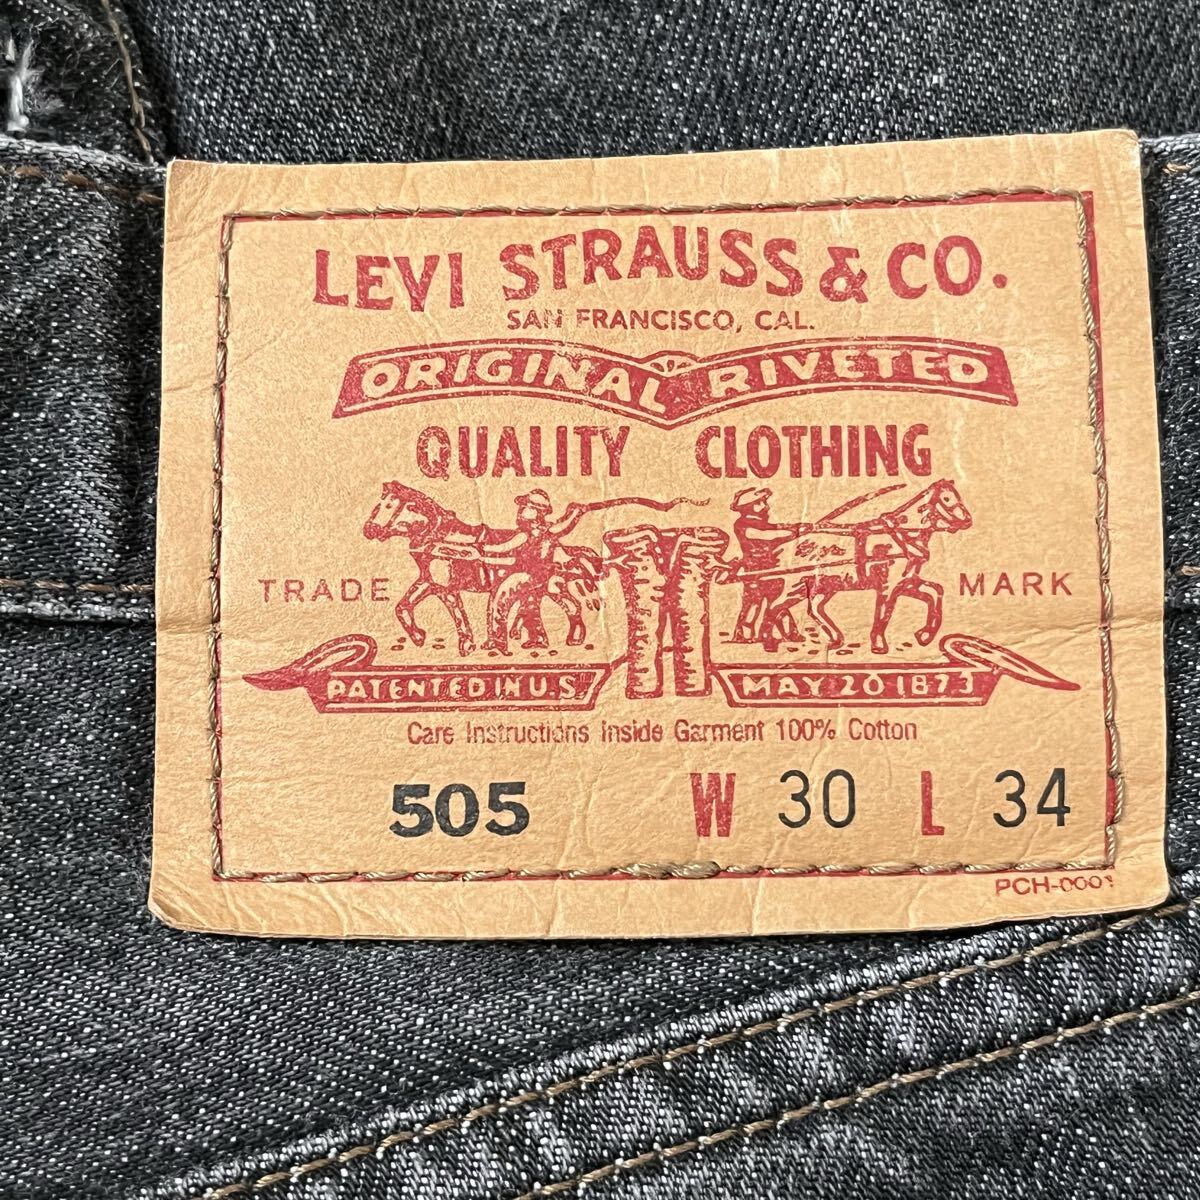 LEVI STRAUSS & CO.
SAN FRANCISCO, CAL.
ORIGINAL RIVETED
QUALITY CLOTHING
TRADE MARK
PATENTED IN U.S. MAY 20 1873
Care Instructions Inside Garment 100% Cotton
505 W 30 L 34
PCH-0001